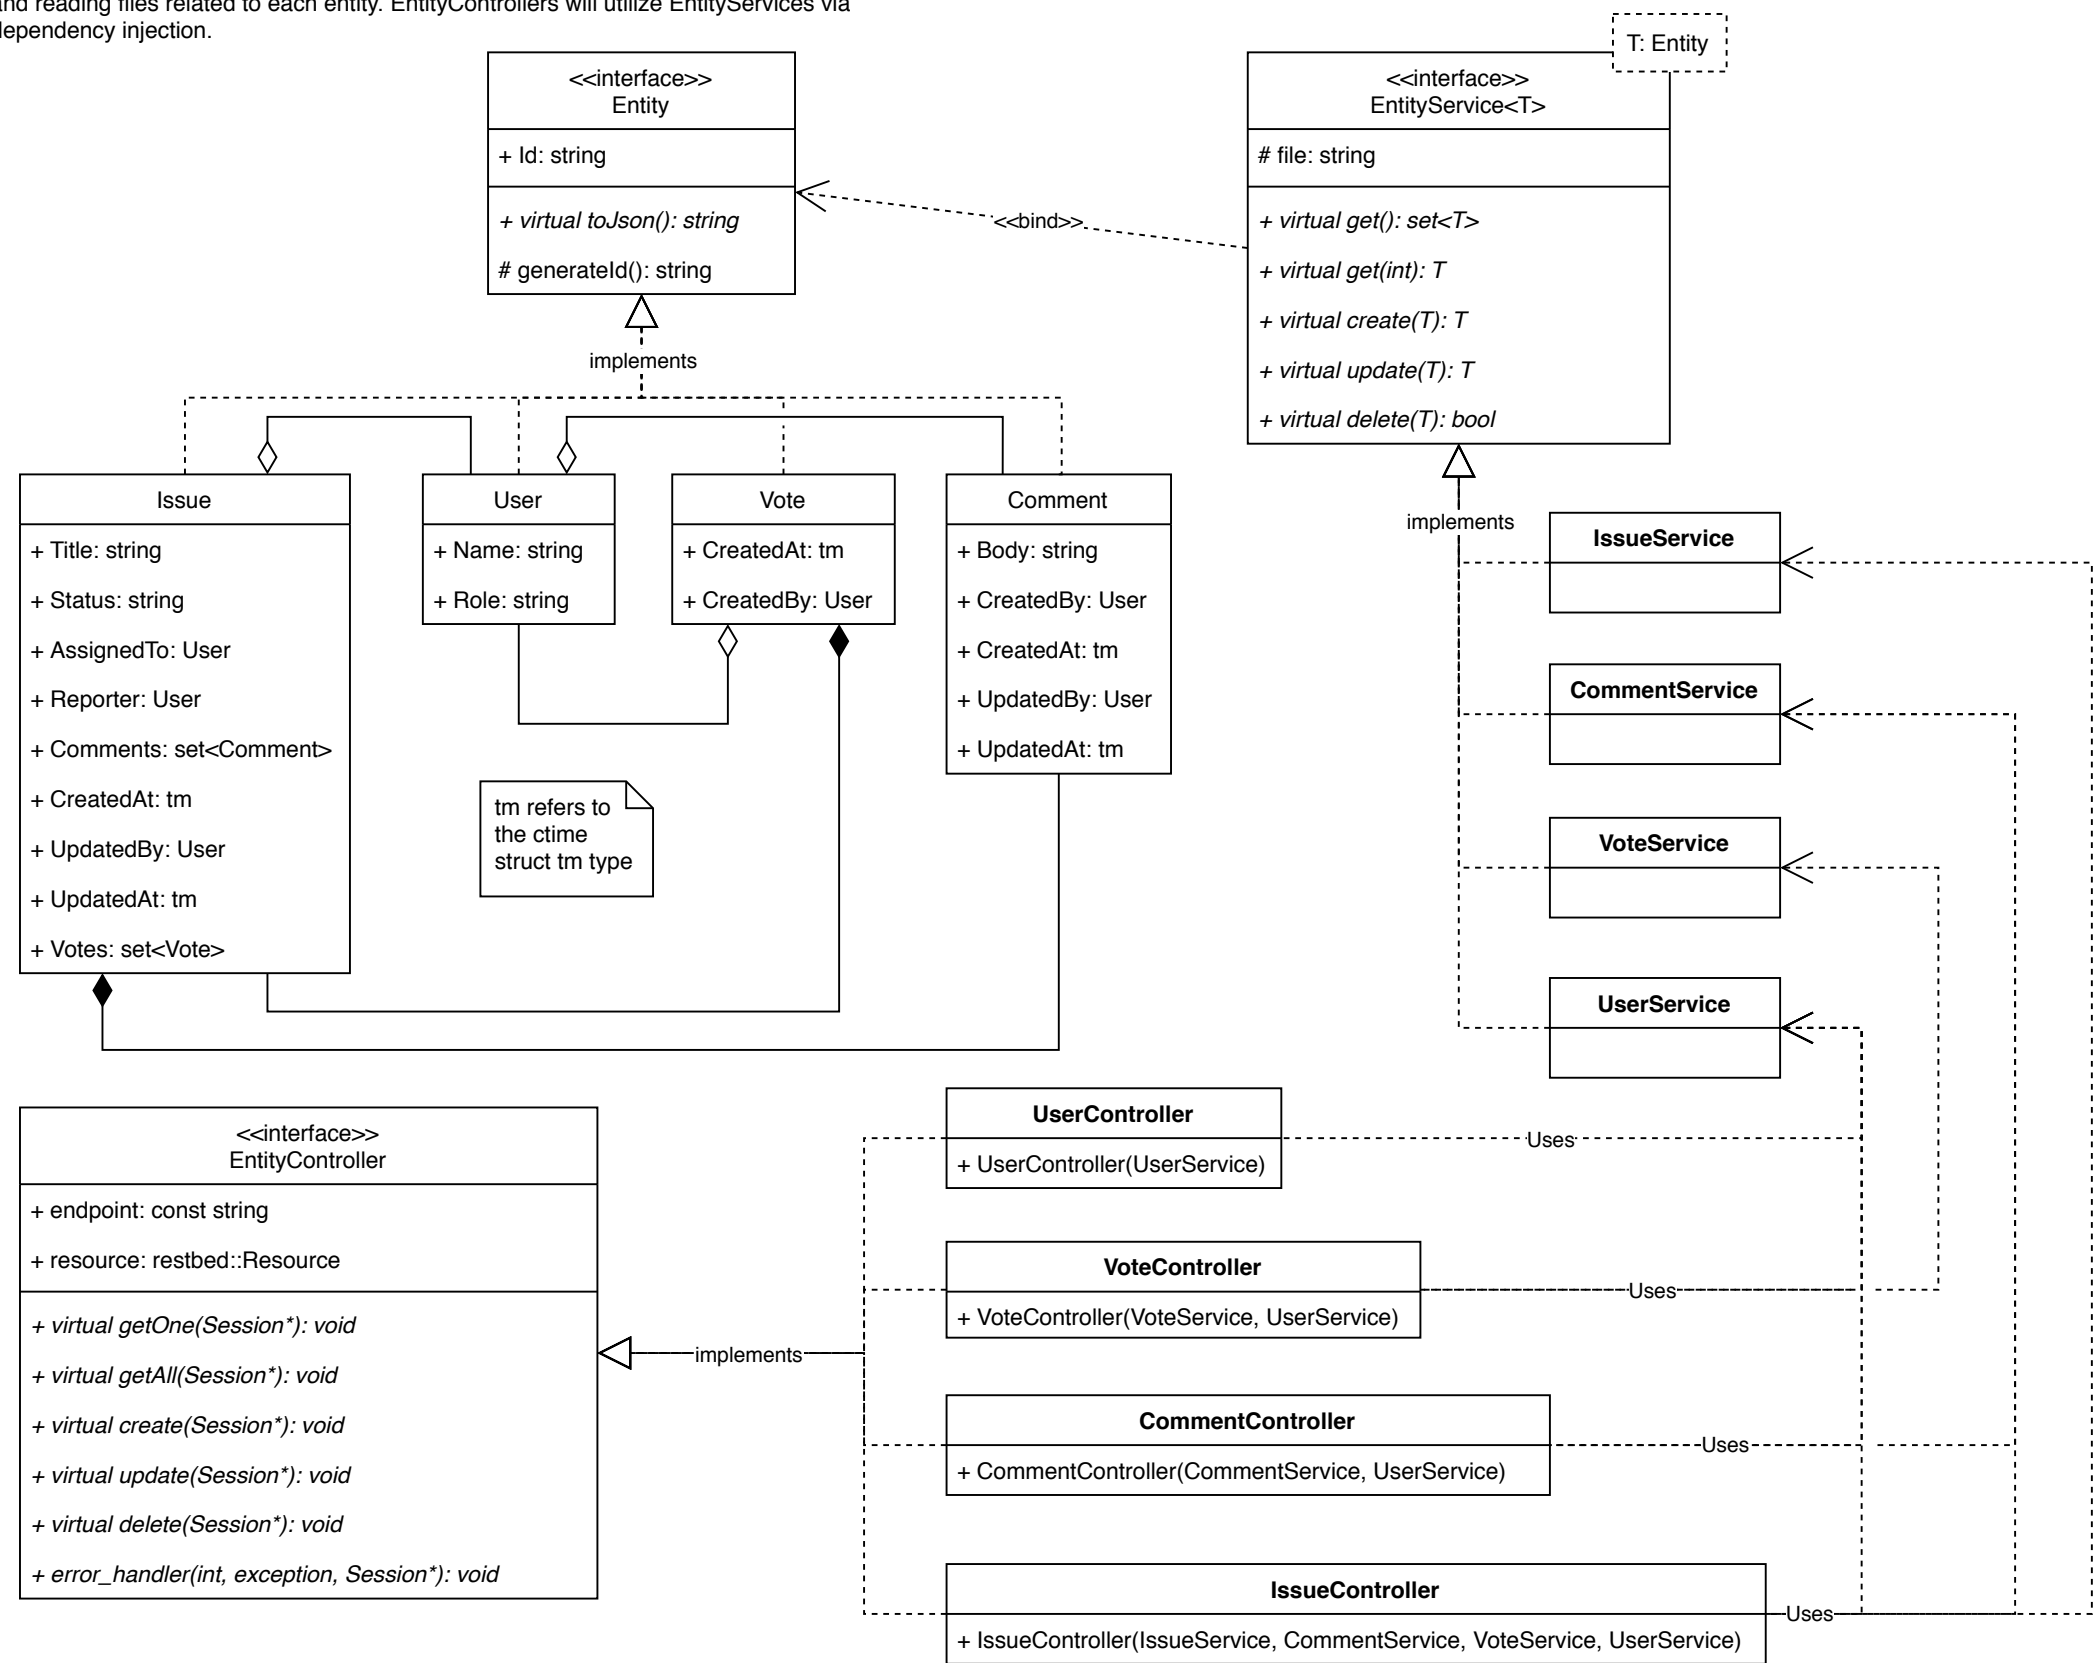 and reading files related to each entity. EntityControllers will utilize EntityServices via
dependency injection.
T: Entity
<<interface>>
Entity
+ Id: string
+ virtual toJson(): string
# generateId(): string
<<interface>>
EntityService<T>
# file: string
+ virtual get(): set<T>
+ virtual get(int): T
+ virtual create(T): T
+ virtual update(T): T
+ virtual delete(T): bool
<<bind>>
implements
Issue
+ Title: string
+ Status: string
+ AssignedTo: User
+ Reporter: User
+ Comments: set<Comment>
+ CreatedAt: tm
+ UpdatedBy: User
+ UpdatedAt: tm
+ Votes: set<Vote>
User
+ Name: string
+ Role: string
Vote
+ CreatedAt: tm
+ CreatedBy: User
Comment
+ Body: string
+ CreatedBy: User
+ CreatedAt: tm
+ UpdatedBy: User
+ UpdatedAt: tm
tm refers to
the ctime
struct tm type
implements
IssueService
CommentService
VoteService
UserService
<<interface>>
EntityController
+ endpoint: const string
+ resource: restbed::Resource
+ virtual getOne(Session*): void
+ virtual getAll(Session*): void
+ virtual create(Session*): void
+ virtual update(Session*): void
+ virtual delete(Session*): void
+ error_handler(int, exception, Session*): void
implements
UserController
+ UserController(UserService)
Uses
VoteController
+ VoteController(VoteService, UserService)
Uses
CommentController
+ CommentController(CommentService, UserService)
Uses
IssueController
+ IssueController(IssueService, CommentService, VoteService, UserService)
Uses